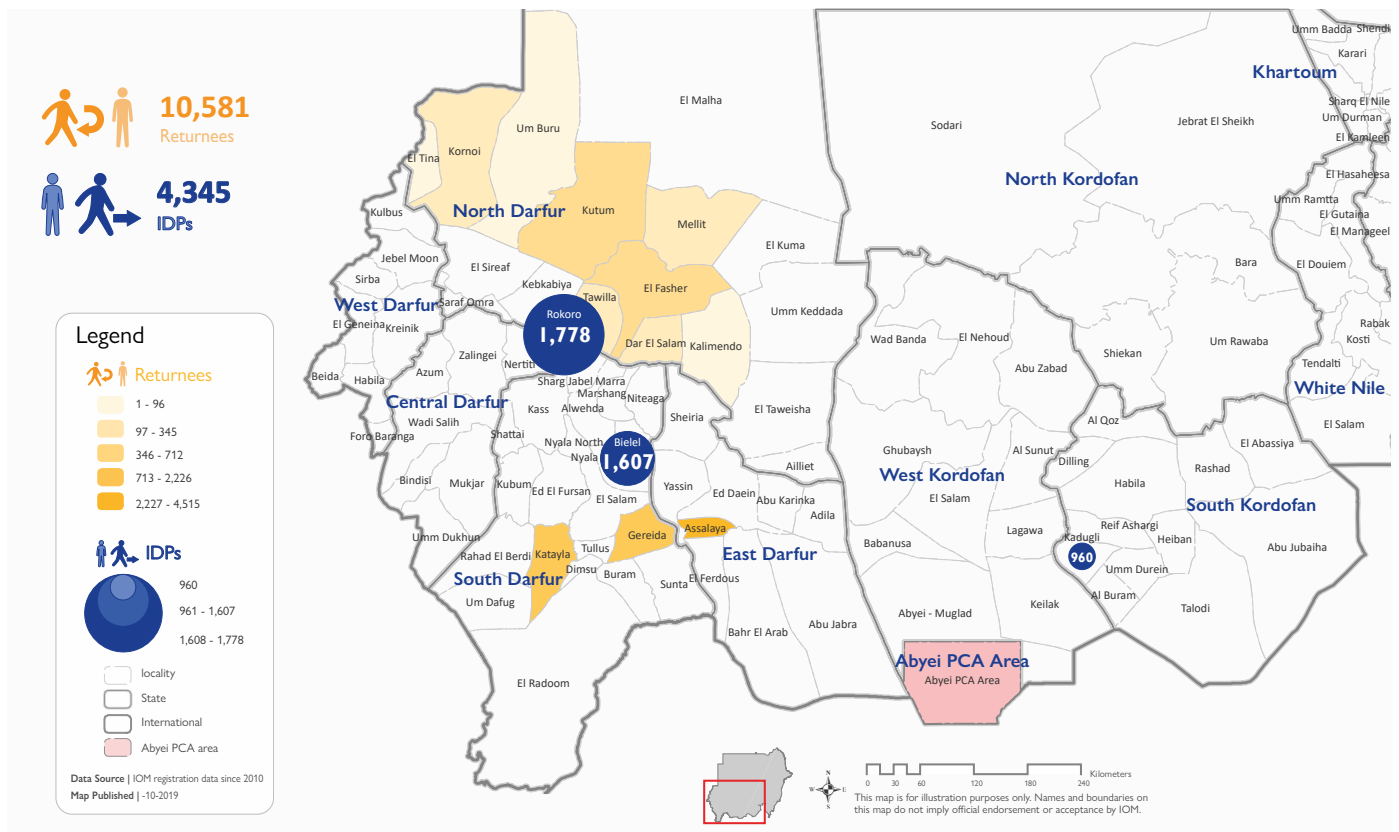 10,581
Returnees
4,345
IDPs
Legend
Returnees
1 - 96
97 - 345
346 - 712
713 - 2,226
2,227 - 4,515
IDPs
960
961 - 1,607
1,608 - 1,778
locality
State
International
Abyei PCA area
Data Source | IOM registration data since 2010
Map Published | -10-2019
Umm Badda
Shendi
Karari
Khartoum
El Malha
Sharq El Nile
Um Durman
Sodari
Jebrat El Sheikh
Um Buru
El Kamleen
Kornoi
El Tina
El Hasaheesa
North Kordofan
Umm Ramtta
Kulbus
North Darfur
Kutum
El Gutaina
Mellit
El Manageel
El Kuma
Jebel Moon
El Sireaf
Bara
El Douiem
Sirba
Kebkabiya
El Fasher
West Darfur
Saraf Omra
Tawilla
Umm Keddada
Rokoro
1,778
El Geneina
Kreinik
Rabak
Kosti
Wad Banda
El Nehoud
Um Rawaba
Dar El Salam
Kalimendo
Zalingei
Shiekan
Nertiti
Tendalti
Abu Zabad
Beida
Habila
Azum
Sharg Jabel Marra
White Nile
Marshang
Niteaga
Central Darfur
Kass
Alwehda
El Taweisha
Sheiria
Wadi Salih
Al Qoz
El Salam
Foro Baranga
Shattai
Nyala North
Bielel
1,607
Nyala
El Abassiya
Ghubaysh
Al Sunut
Dilling
Ailliet
Rashad
West Kordofan
Bindisi
Mukjar
Kubum
Yassin
Habila
Ed El Fursan
El Salam
Ed Daein
Abu Karinka
El Salam
South Kordofan
Adila
Assalaya
Reif Ashargi
Lagawa
Umm Dukhun
Gereida
Kadugli
960
Heiban
Babanusa
Abu Jubaiha
Rahad El Berdi
Katayla
Tullus
East Darfur
Dimsu
Umm Durein
South Darfur
Buram
Sunta
El Ferdous
Al Buram
Um Dafug
Keilak
Talodi
Abyei - Muglad
Abu Jabra
Bahr El Arab
Abyei PCA Area
Abyei PCA Area
El Radoom
N
W
E
S
0
30
60
120
180
240
Kilometers
This map is for illustration purposes only. Names and boundaries on
this map do not imply official endorsement or acceptance by IOM.